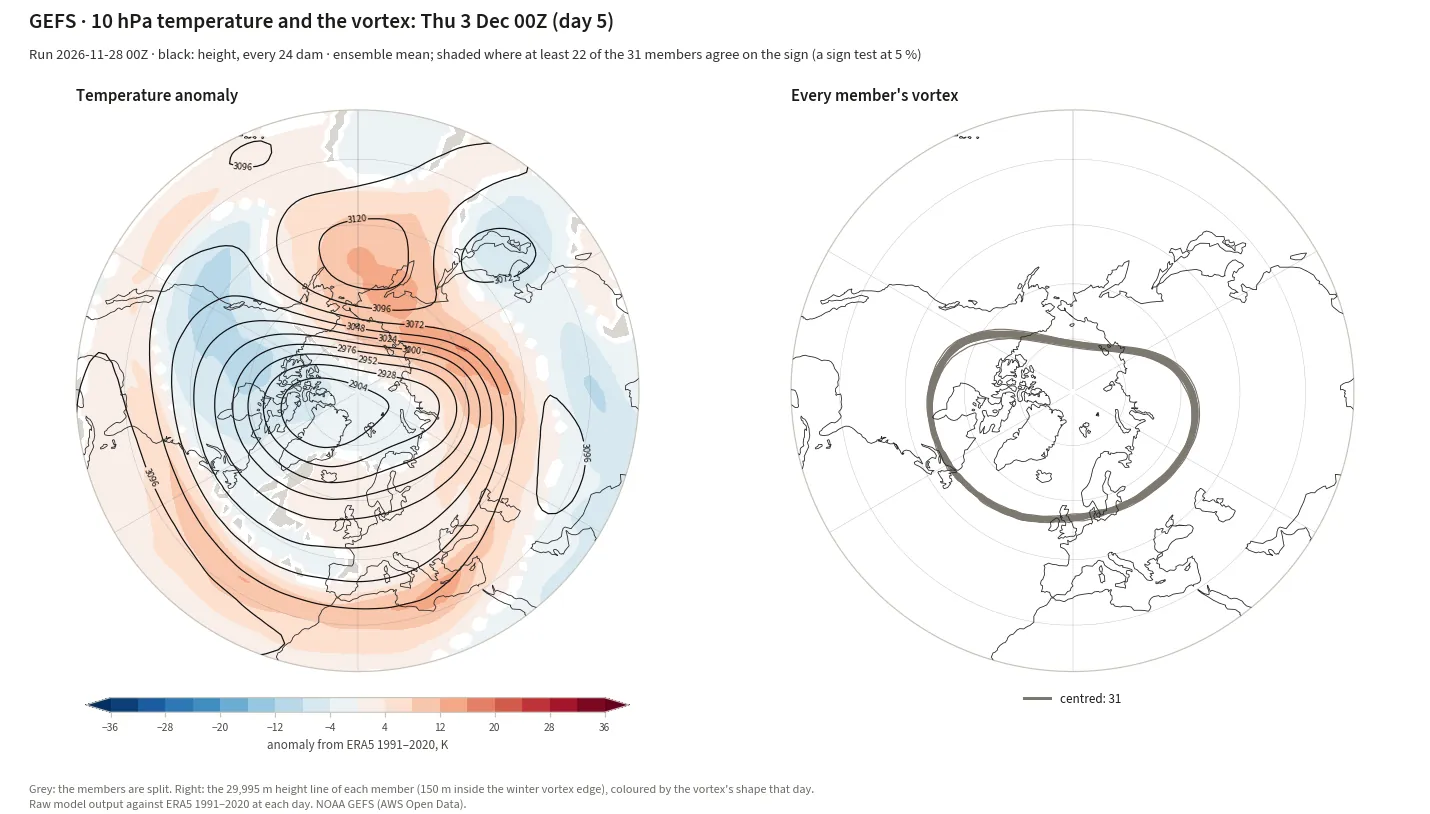 GEFS · 10 hPa temperature and the vortex: Thu 3 Dec 00Z (day 5)
Run 2026-11-28 00Z · black: height, every 24 dam · ensemble mean; shaded where at least 22 of the 31 members agree on the sign (a sign test at 5 %)
Temperature anomaly
Every member's vortex
3096
3120
3072
3096
3048
3072
3024
3000
2976
2952
2928
2904
3096
3096
centred: 31
−36 −28 −20 −12 −4 4 12 20 28 36
anomaly from ERA5 1991–2020, K
Grey: the members are split. Right: the 29,995 m height line of each member (150 m inside the winter vortex edge), coloured by the vortex's shape that day.
Raw model output against ERA5 1991–2020 at each day. NOAA GEFS (AWS Open Data).